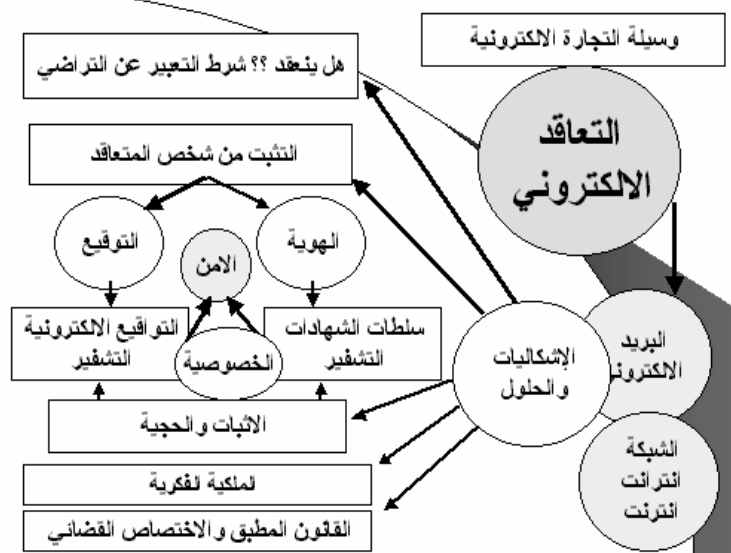 وسيلة التجارة الالكترونية
هل ينعقد ؟؟ شرط التعبير عن التراضي
التعاقد
الالكتروني
التثبت من شخص المتعاقد
الهوية
التوقيع
الامن
سلطات الشهادات
التشفير
التواقيع الالكترونية
التشفير
الخصوصية
الإشكاليات
والحلول
البريد
الالكتروني
الاثبات والحجية
الشبكة
انترانت
انترنت
الملكية الفكرية
القانون المطبق والاختصاص القضائي